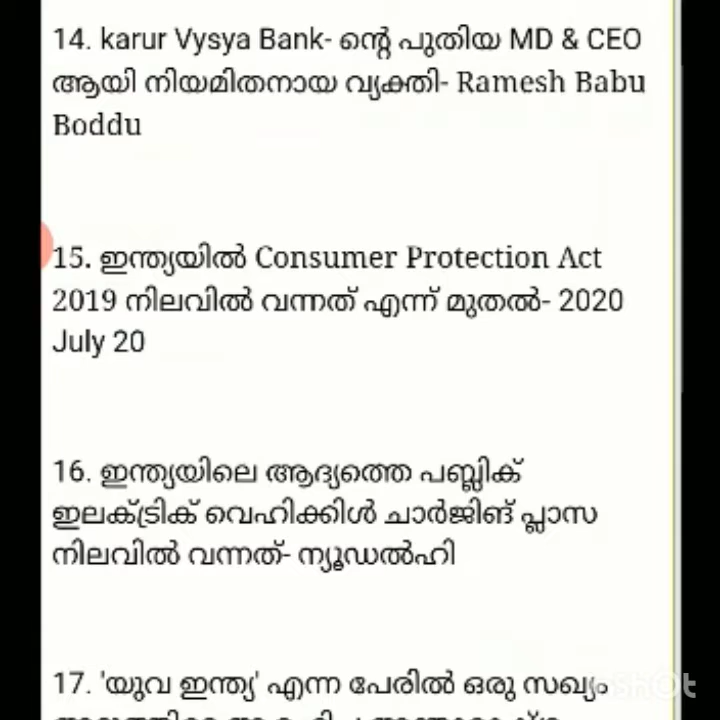 14. karur Vysya Bank- ന്റെ പുതിയ MD & CEO
ആയി നിയമിതനായ വ്യക്തി- Ramesh Babu
Boddu
15. ഇന്ത്യയിൽ Consumer Protection Act
2019 നിലവിൽ വന്നത് എന്ന് മുതൽ- 2020
July 20
16. ഇന്ത്യയിലെ ആദ്യത്തെ പബ്ലിക്
ഇലക്ട്രിക് വെഹിക്കിൾ ചാർജിങ് പ്ലാസ
നിലവിൽ വന്നത്- ന്യൂഡൽഹി
17. 'യുവ ഇന്ത്യ' എന്ന പേരിൽ ഒരു സഖ്യം